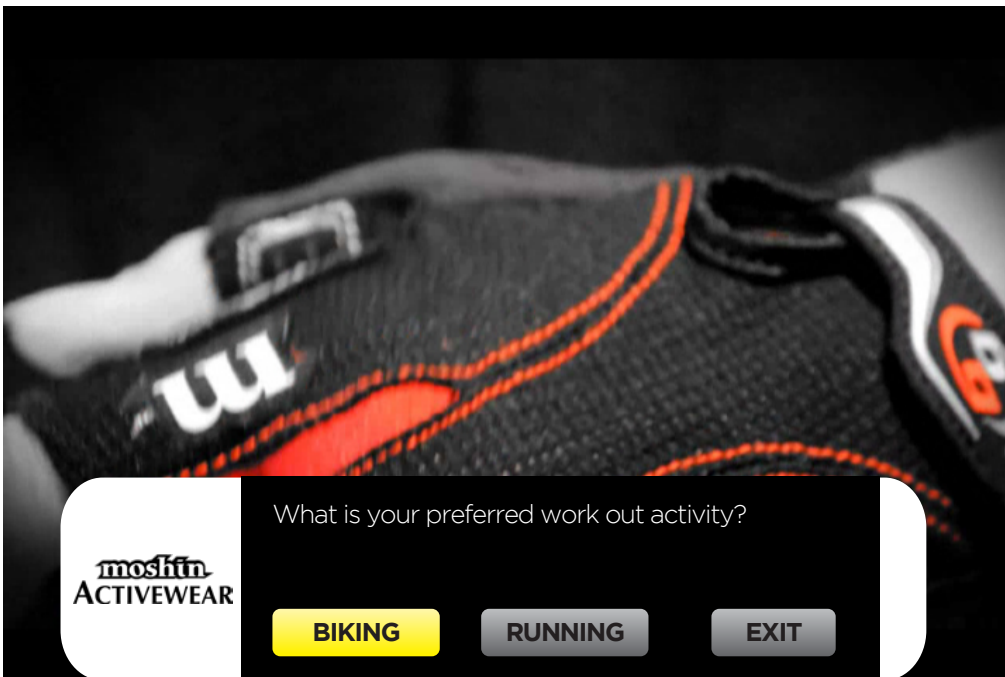 m
What is your preferred work out activity?
moshin
ACTIVEWEAR
BIKING
RUNNING
EXIT